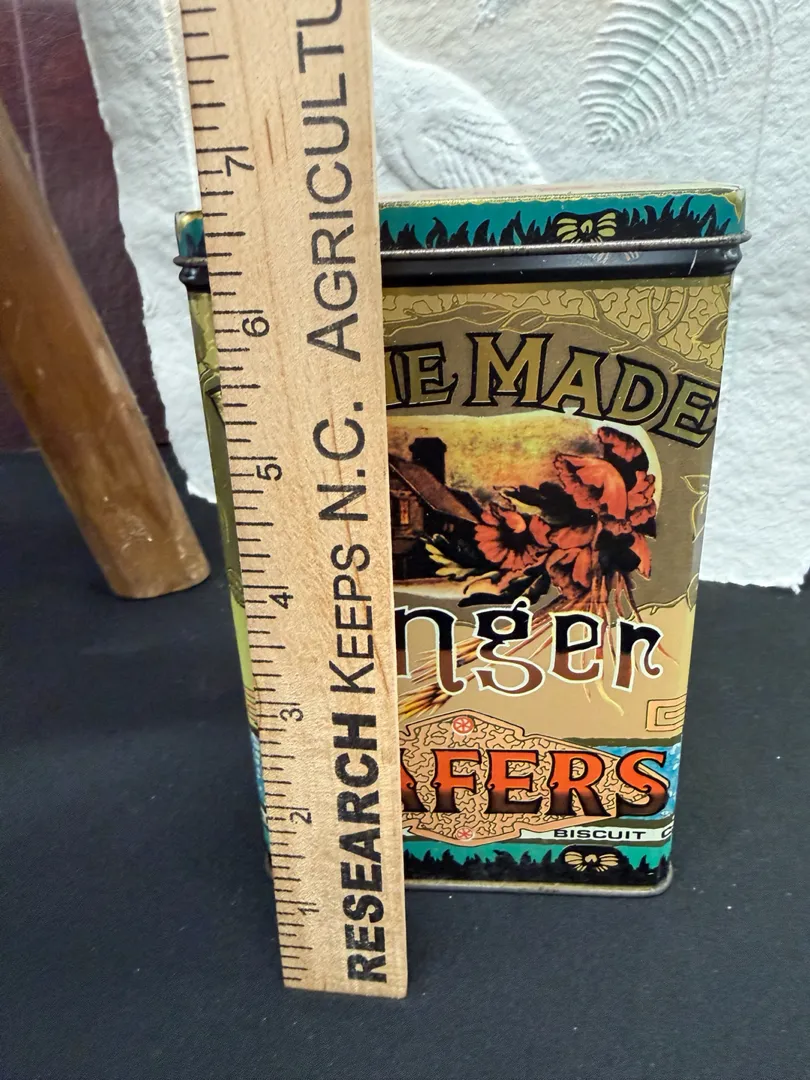 RESEARCH KEEPS N.C. AGRICULTU
1
2
3
4
5
6
7
ME MADE
nger
AFERS
BISCUIT C